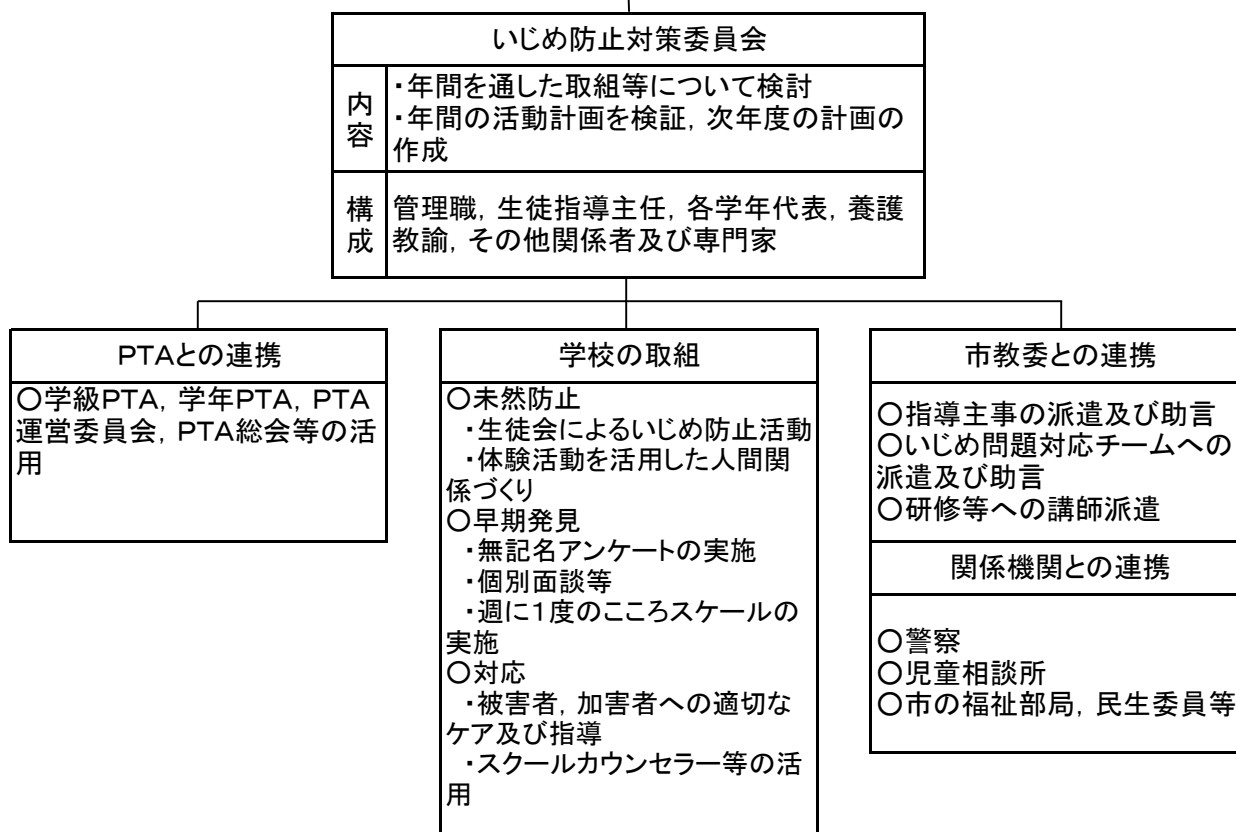 いじめ防止対策委員会
内容
・年間を通した取組等について検討
・年間の活動計画を検証，次年度の計画の
作成
構成
管理職，生徒指導主任，各学年代表，養護
教諭，その他関係者及び専門家
PTAとの連携
○学級PTA，学年PTA，PTA
運営委員会，PTA総会等の活
用
学校の取組
○未然防止
・生徒会によるいじめ防止活動
・体験活動を活用した人間関
係づくり
○早期発見
・無記名アンケートの実施
・個別面談等
・週に１度のこころスケールの
実施
○対応
・被害者，加害者への適切な
ケア及び指導
・スクールカウンセラー等の活
用
市教委との連携
○指導主事の派遣及び助言
○いじめ問題対応チームへの
派遣及び助言
○研修等への講師派遣
関係機関との連携
○警察
○児童相談所
○市の福祉部局，民生委員等